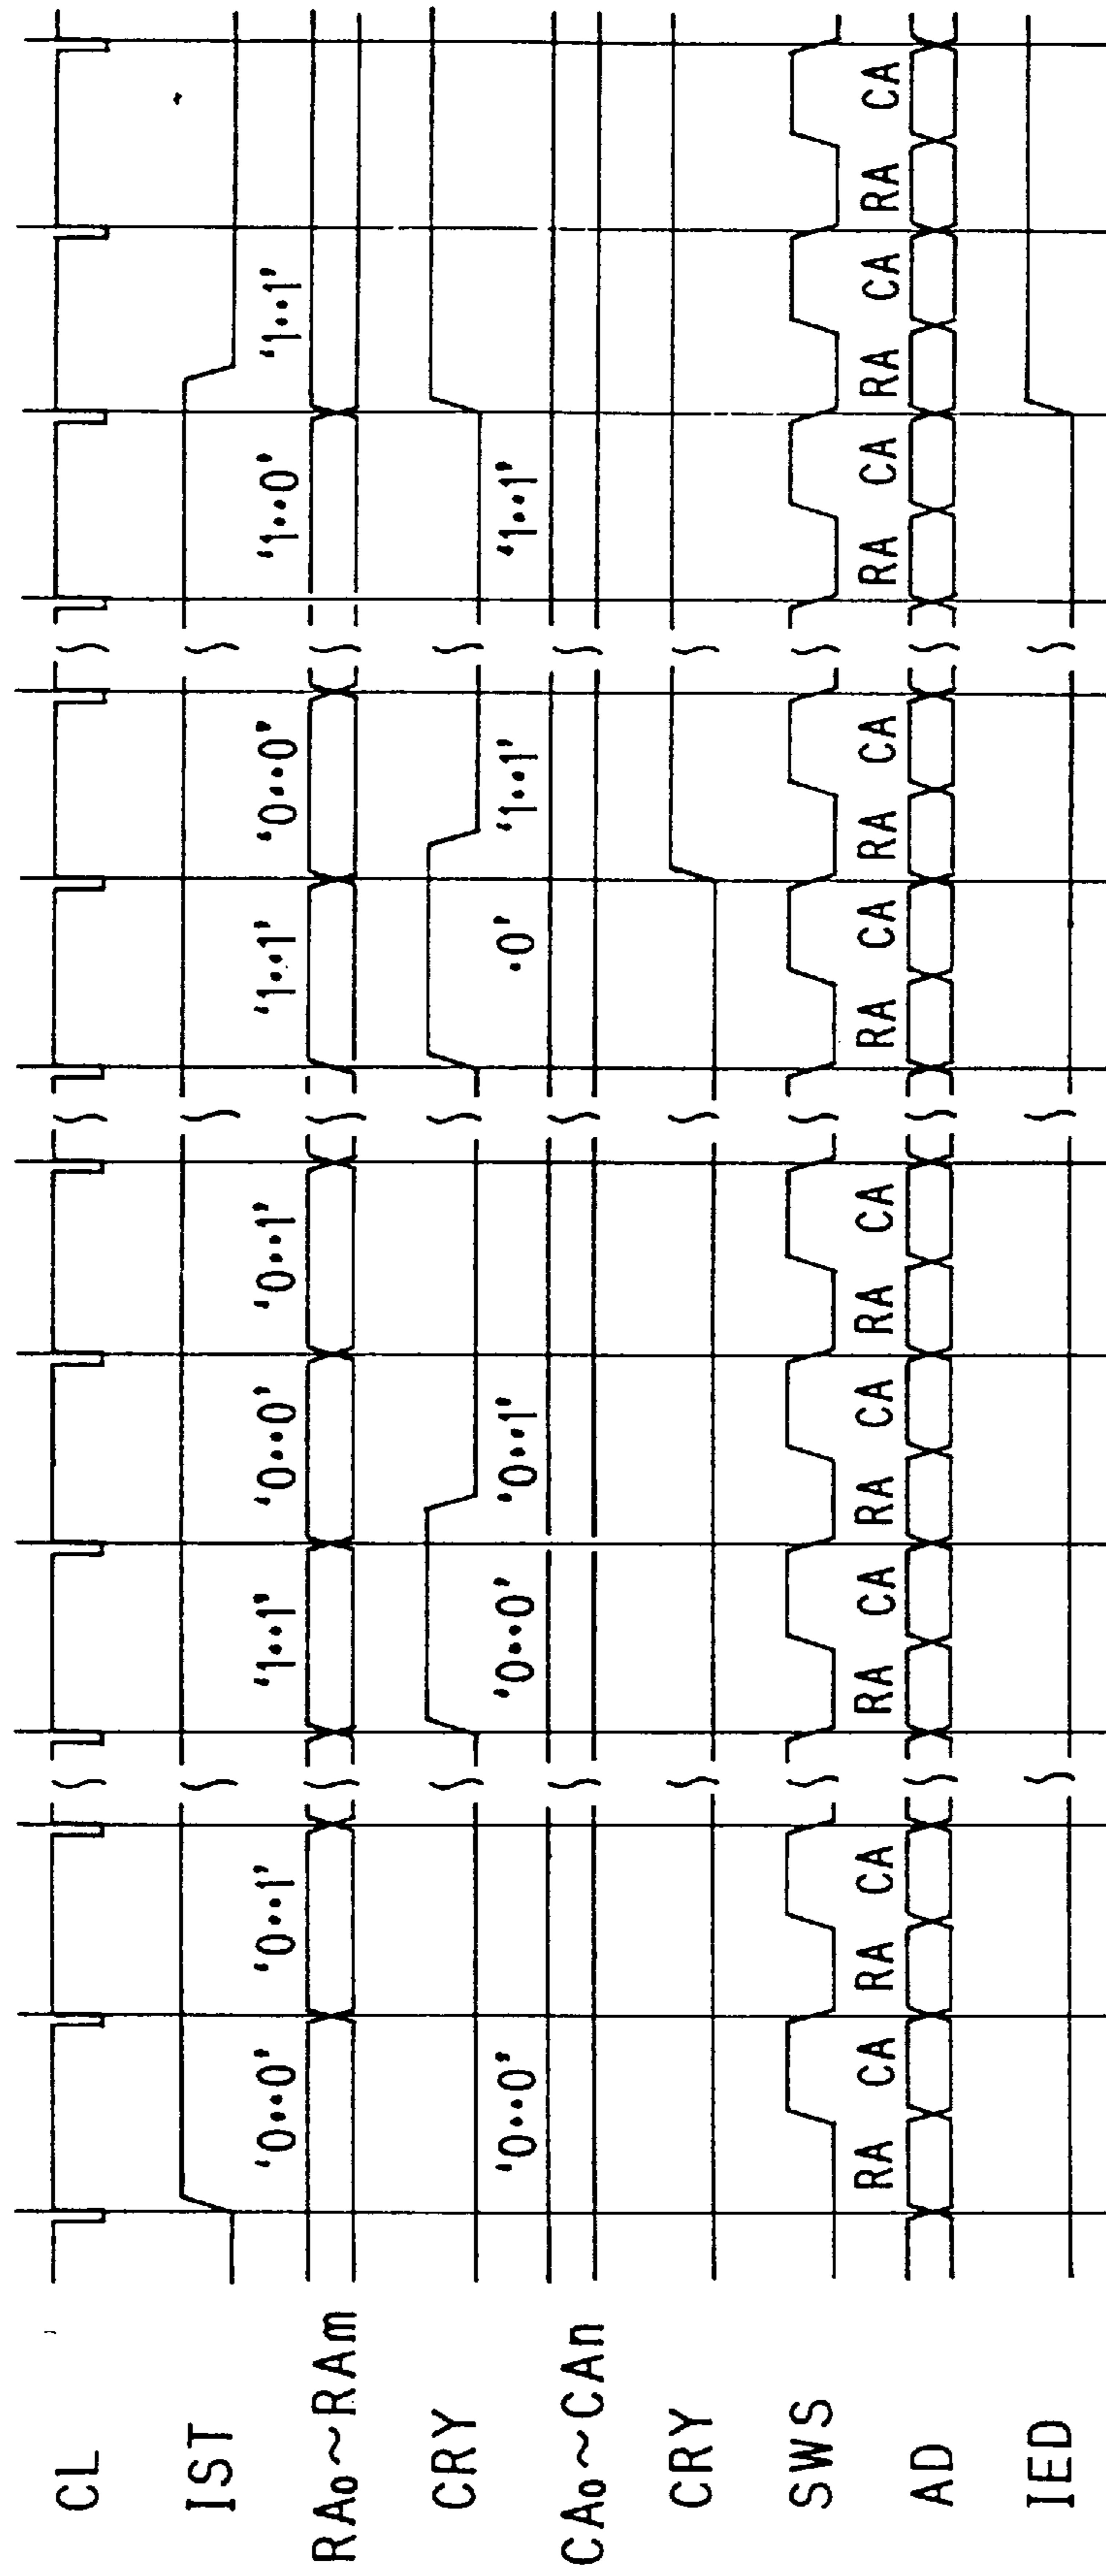 CL
IST
RA₀~RAm '0•••0' '0•••1' '1••1' '0•••0' '0•••1' '1••1' '0•••0' '1•••0' '1••1'
CRY
CA₀~CAn '0•••0' '0•••0' '0•••1' •0' '1••1' '1••1'
CRY
SWS
AD RA CA RA CA RA CA RA CA RA CA RA CA RA CA RA CA RA CA RA CA
IED